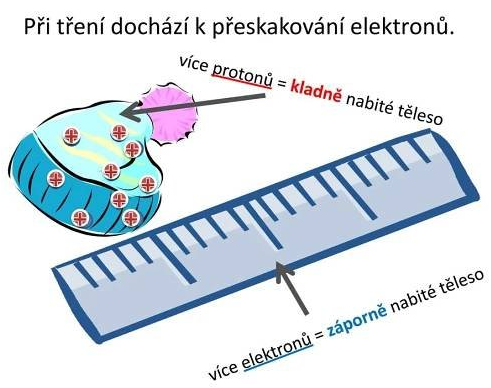 Při tření dochází k přeskakování elektronů.
více protonů = kladně nabité těleso
více elektronů = záporně nabité těleso